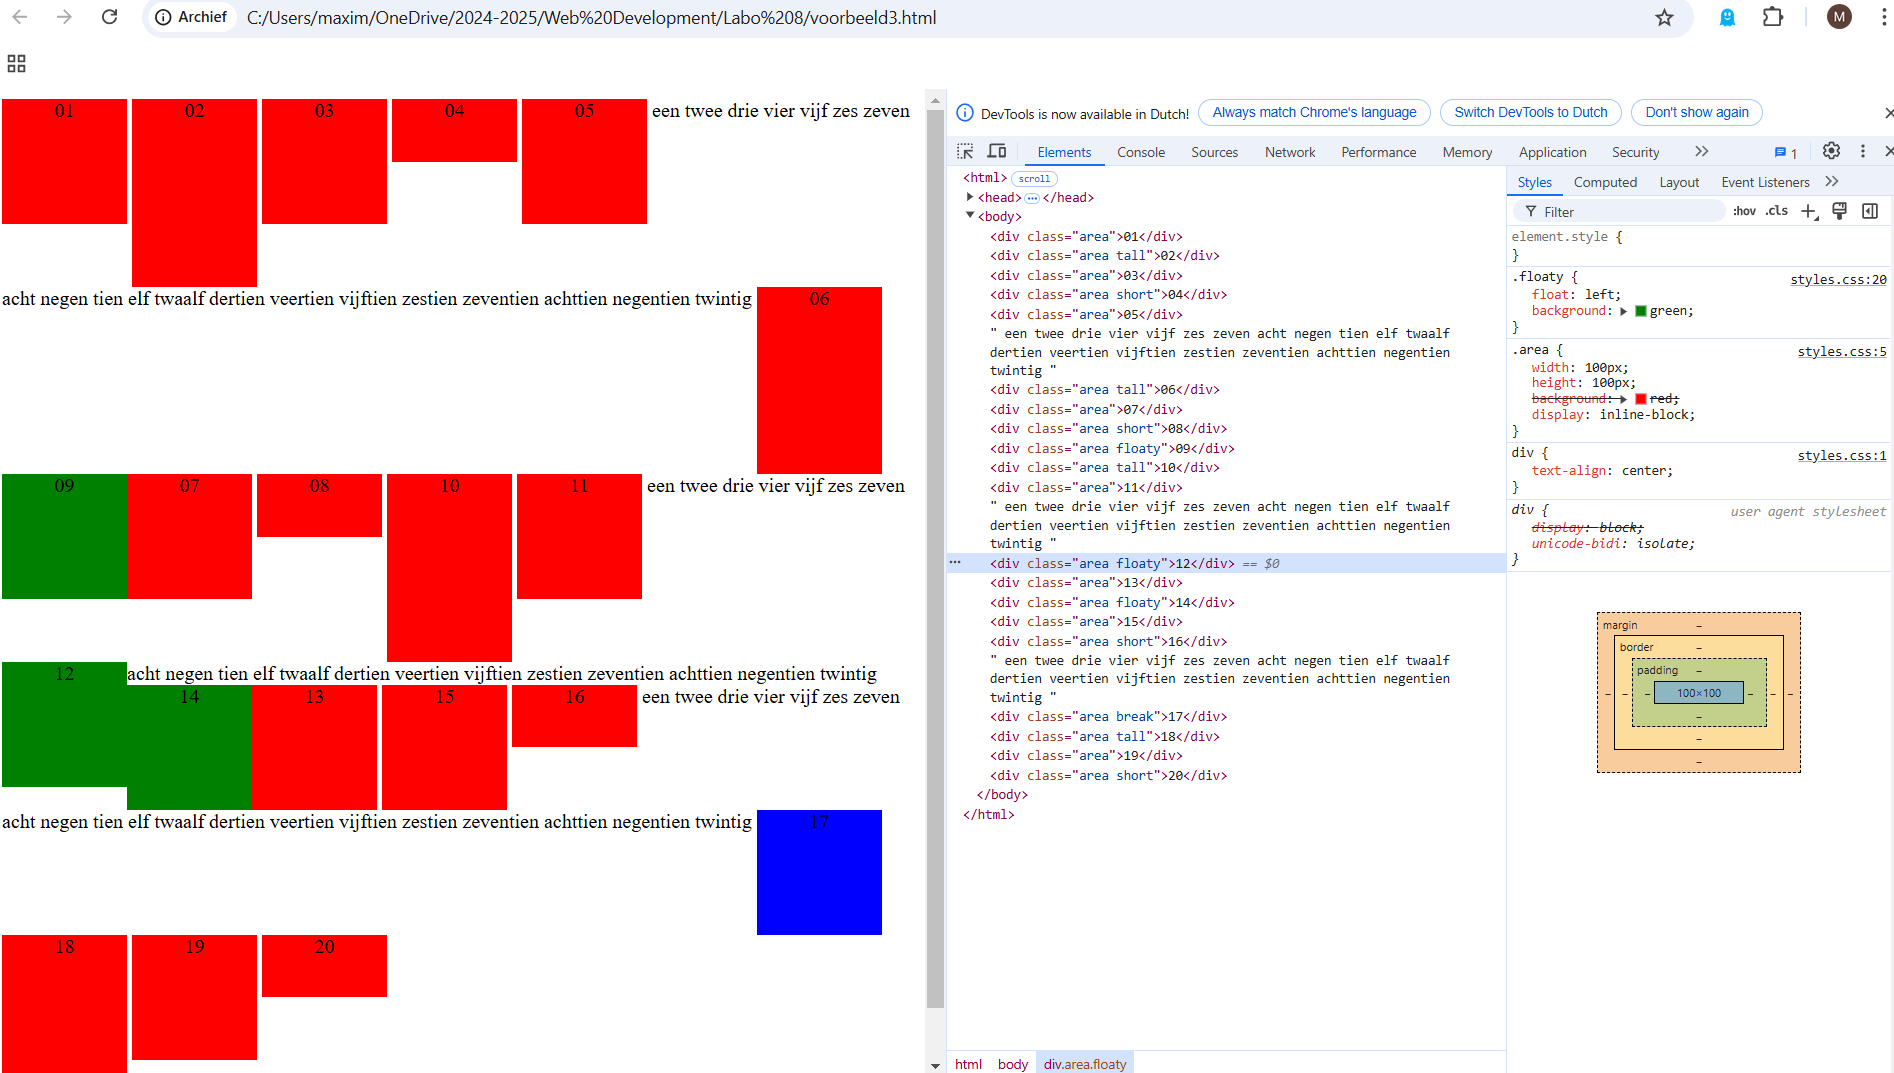 Archief C:/Users/maxim/OneDrive/2024-2025/Web%20Development/Labo%208/voorbeeld3.html M
01 02 03 04 05 een twee drie vier vijf zes zeven
acht negen tien elf twaalf dertien veertien vijftien zestien zeventien achttien negentien twintig 06
09 07 08 10 11 een twee drie vier vijf zes zeven
12 acht negen tien elf twaalf dertien veertien vijftien zestien zeventien achttien negentien twintig
14 13 15 16 een twee drie vier vijf zes zeven
acht negen tien elf twaalf dertien veertien vijftien zestien zeventien achttien negentien twintig 17
18 19 20
DevTools is now available in Dutch! Always match Chrome's language Switch DevTools to Dutch Don't show again
Elements Console Sources Network Performance Memory Application Security 1
<html> scroll
<head> ⋯ </head>
<body>
<div class="area">01</div>
<div class="area tall">02</div>
<div class="area">03</div>
<div class="area short">04</div>
<div class="area">05</div>
" een twee drie vier vijf zes zeven acht negen tien elf twaalf
dertien veertien vijftien zestien zeventien achttien negentien
twintig "
<div class="area tall">06</div>
<div class="area">07</div>
<div class="area short">08</div>
<div class="area floaty">09</div>
<div class="area tall">10</div>
<div class="area">11</div>
" een twee drie vier vijf zes zeven acht negen tien elf twaalf
dertien veertien vijftien zestien zeventien achttien negentien
twintig "
<div class="area floaty">12</div> == $0
<div class="area">13</div>
<div class="area floaty">14</div>
<div class="area">15</div>
<div class="area short">16</div>
" een twee drie vier vijf zes zeven acht negen tien elf twaalf
dertien veertien vijftien zestien zeventien achttien negentien
twintig "
<div class="area break">17</div>
<div class="area tall">18</div>
<div class="area">19</div>
<div class="area short">20</div>
</body>
</html>
html body div.area.floaty
Styles Computed Layout Event Listeners
Filter :hov .cls
element.style {
}
.floaty { styles.css:20
float: left;
background: green;
}
.area { styles.css:5
width: 100px;
height: 100px;
background: red;
display: inline-block;
}
div { styles.css:1
text-align: center;
}
div { user agent stylesheet
display: block;
unicode-bidi: isolate;
}
margin –
border –
padding –
– – – 100×100 – – –
–
–
–